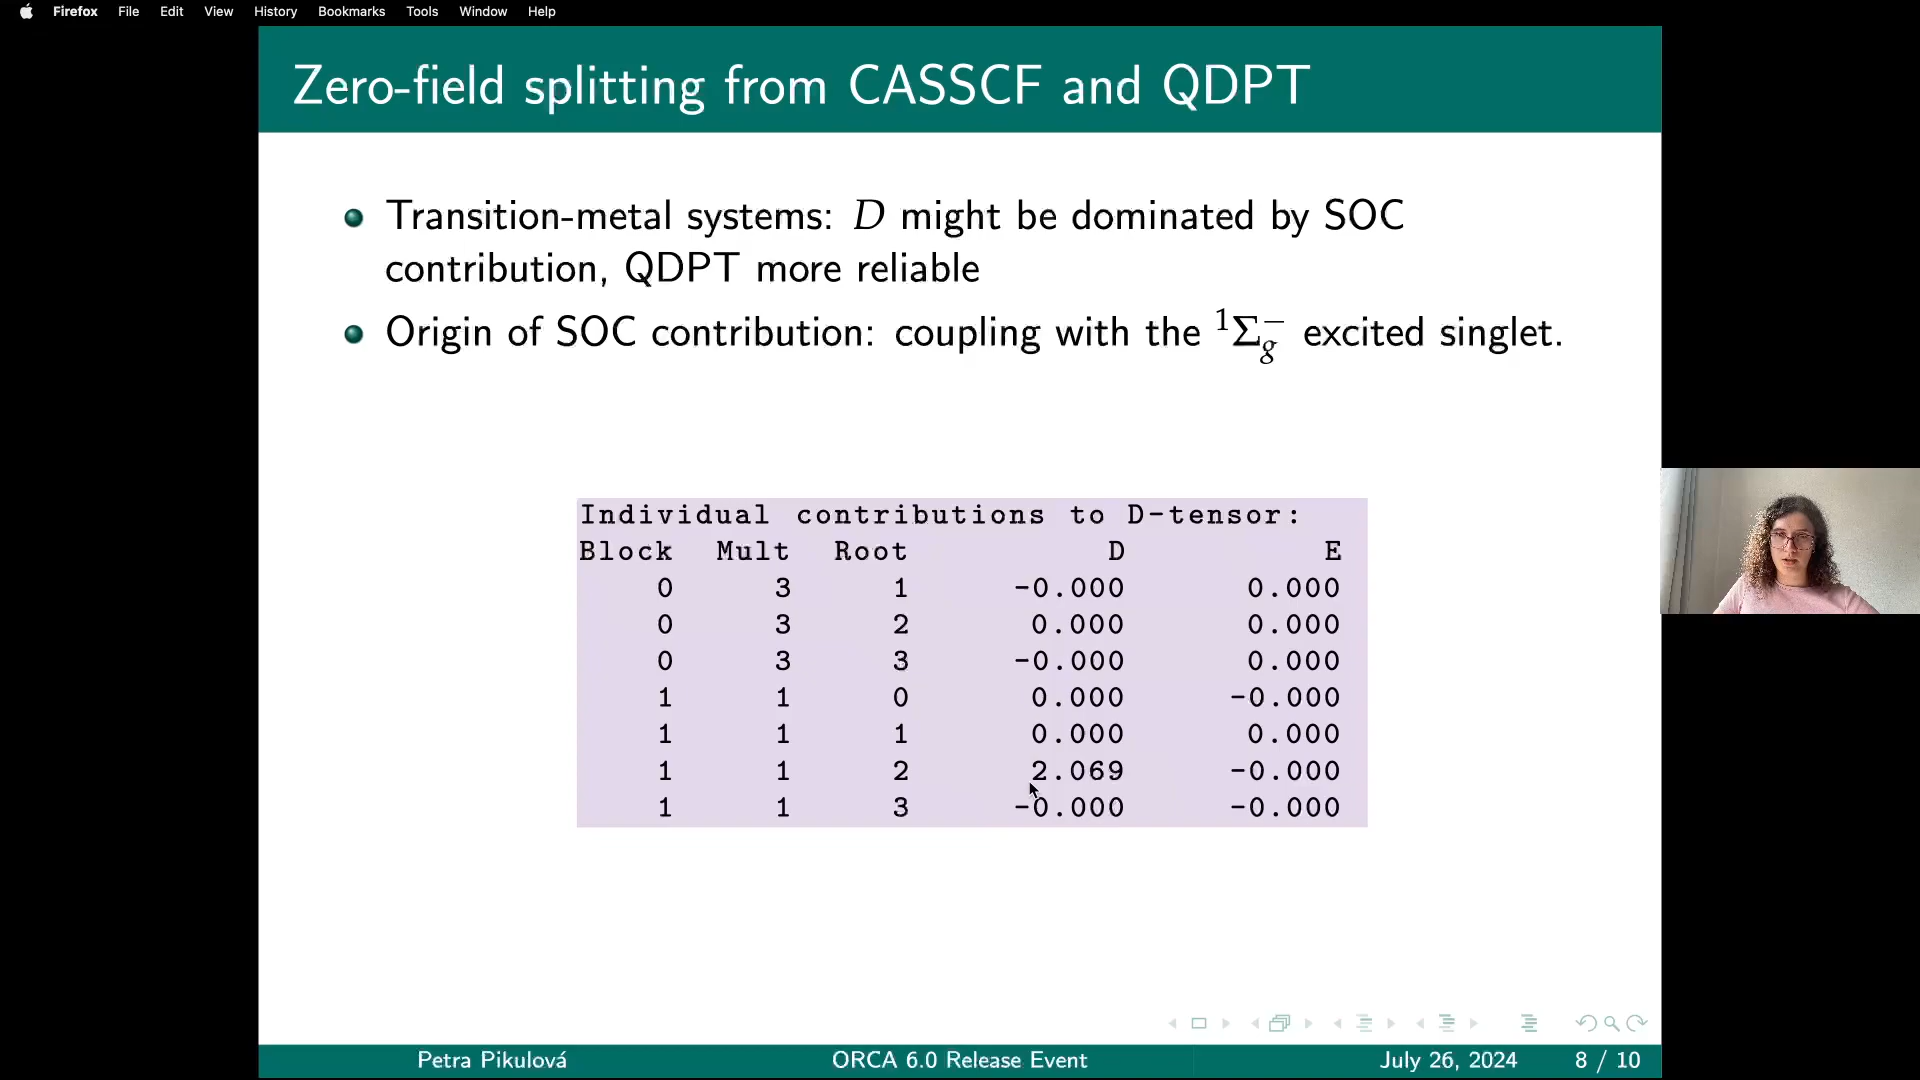 Firefox File Edit View History Bookmarks Tools Window Help
Zero-field splitting from CASSCF and QDPT
Transition-metal systems: D might be dominated by SOC
contribution, QDPT more reliable
Origin of SOC contribution: coupling with the ¹Σg⁻ excited singlet.
Individual contributions to D-tensor:
Block Mult Root D E
0 3 1 -0.000 0.000
0 3 2 0.000 0.000
0 3 3 -0.000 0.000
1 1 0 0.000 -0.000
1 1 1 0.000 0.000
1 1 2 2.069 -0.000
1 1 3 -0.000 -0.000
Petra Pikulová ORCA 6.0 Release Event July 26, 2024 8 / 10